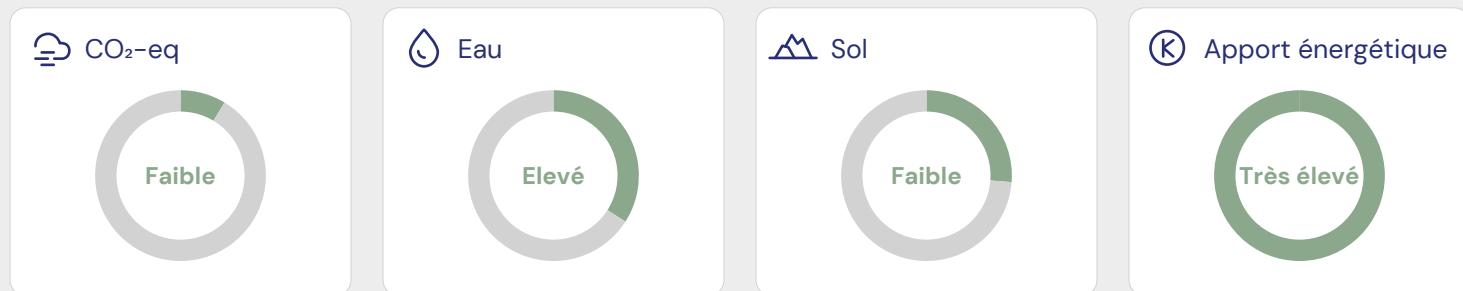 CO₂-eq
Faible
Eau
Elevé
Sol
Faible
Apport énergétique
Très élevé